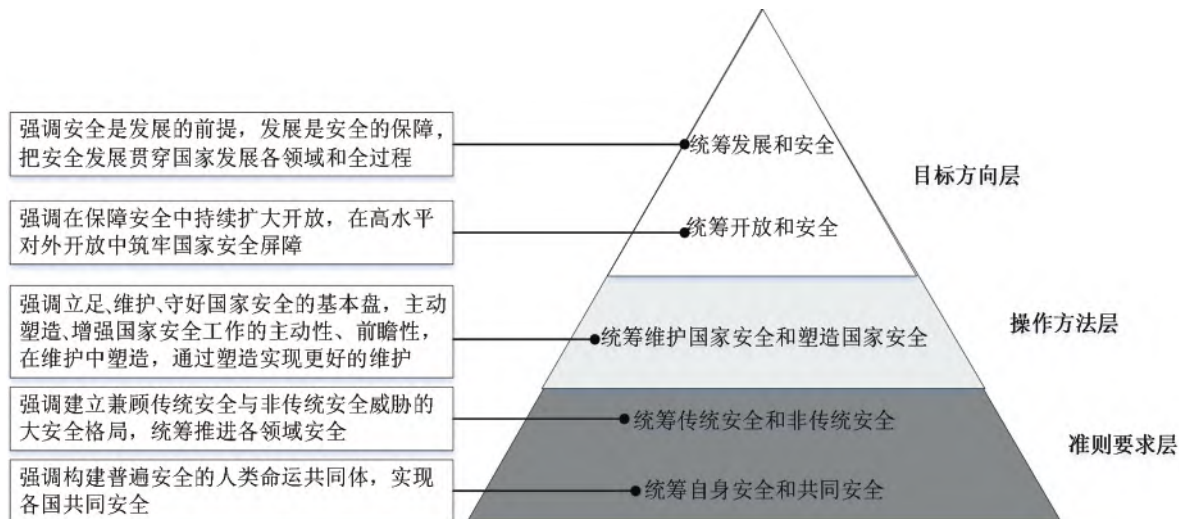 强调安全是发展的前提，发展是安全的保障，
把安全发展贯穿国家发展各领域和全过程
统筹发展和安全
目标方向层
强调在保障安全中持续扩大开放，在高水平
对外开放中筑牢国家安全屏障
统筹开放和安全
强调立足、维护、守好国家安全的基本盘，主动
塑造、增强国家安全工作的主动性、前瞻性，
在维护中塑造，通过塑造实现更好的维护
统筹维护国家安全和塑造国家安全
操作方法层
强调建立兼顾传统安全与非传统安全威胁的
大安全格局，统筹推进各领域安全
统筹传统安全和非传统安全
准则要求层
强调构建普遍安全的人类命运共同体，实现
各国共同安全
统筹自身安全和共同安全